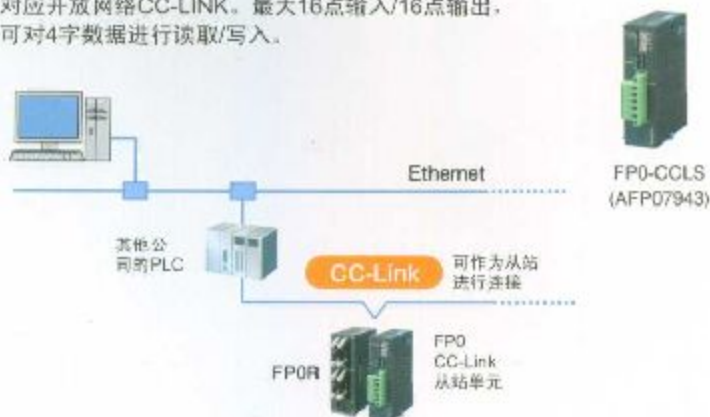 对应开放网络CC-LINK。最大16点输入/16点输出，
可对4字数据进行读取/写入。
Ethernet
FP0-CCLS
(AFP07943)
其他公
司的PLC
CC-Link
可作为从站
进行连接
FP0R
FP0
CC-Link
从站单元